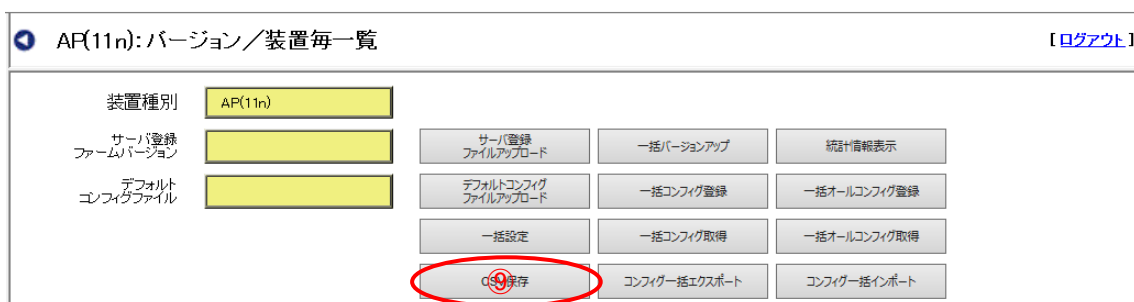 AP(11n): バージョン／装置毎一覧
[ログアウト]
装置種別
AP(11n)
サーバ登録
ファームバージョン
サーバ登録
ファイルアップロード
一括バージョンアップ
統計情報表示
デフォルト
コンフィグファイル
デフォルトコンフィグ
ファイルアップロード
一括コンフィグ登録
一括オールコンフィグ登録
一括設定
一括コンフィグ取得
一括オールコンフィグ取得
CSV保存
⑨
コンフィグ一括エクスポート
コンフィグ一括インポート